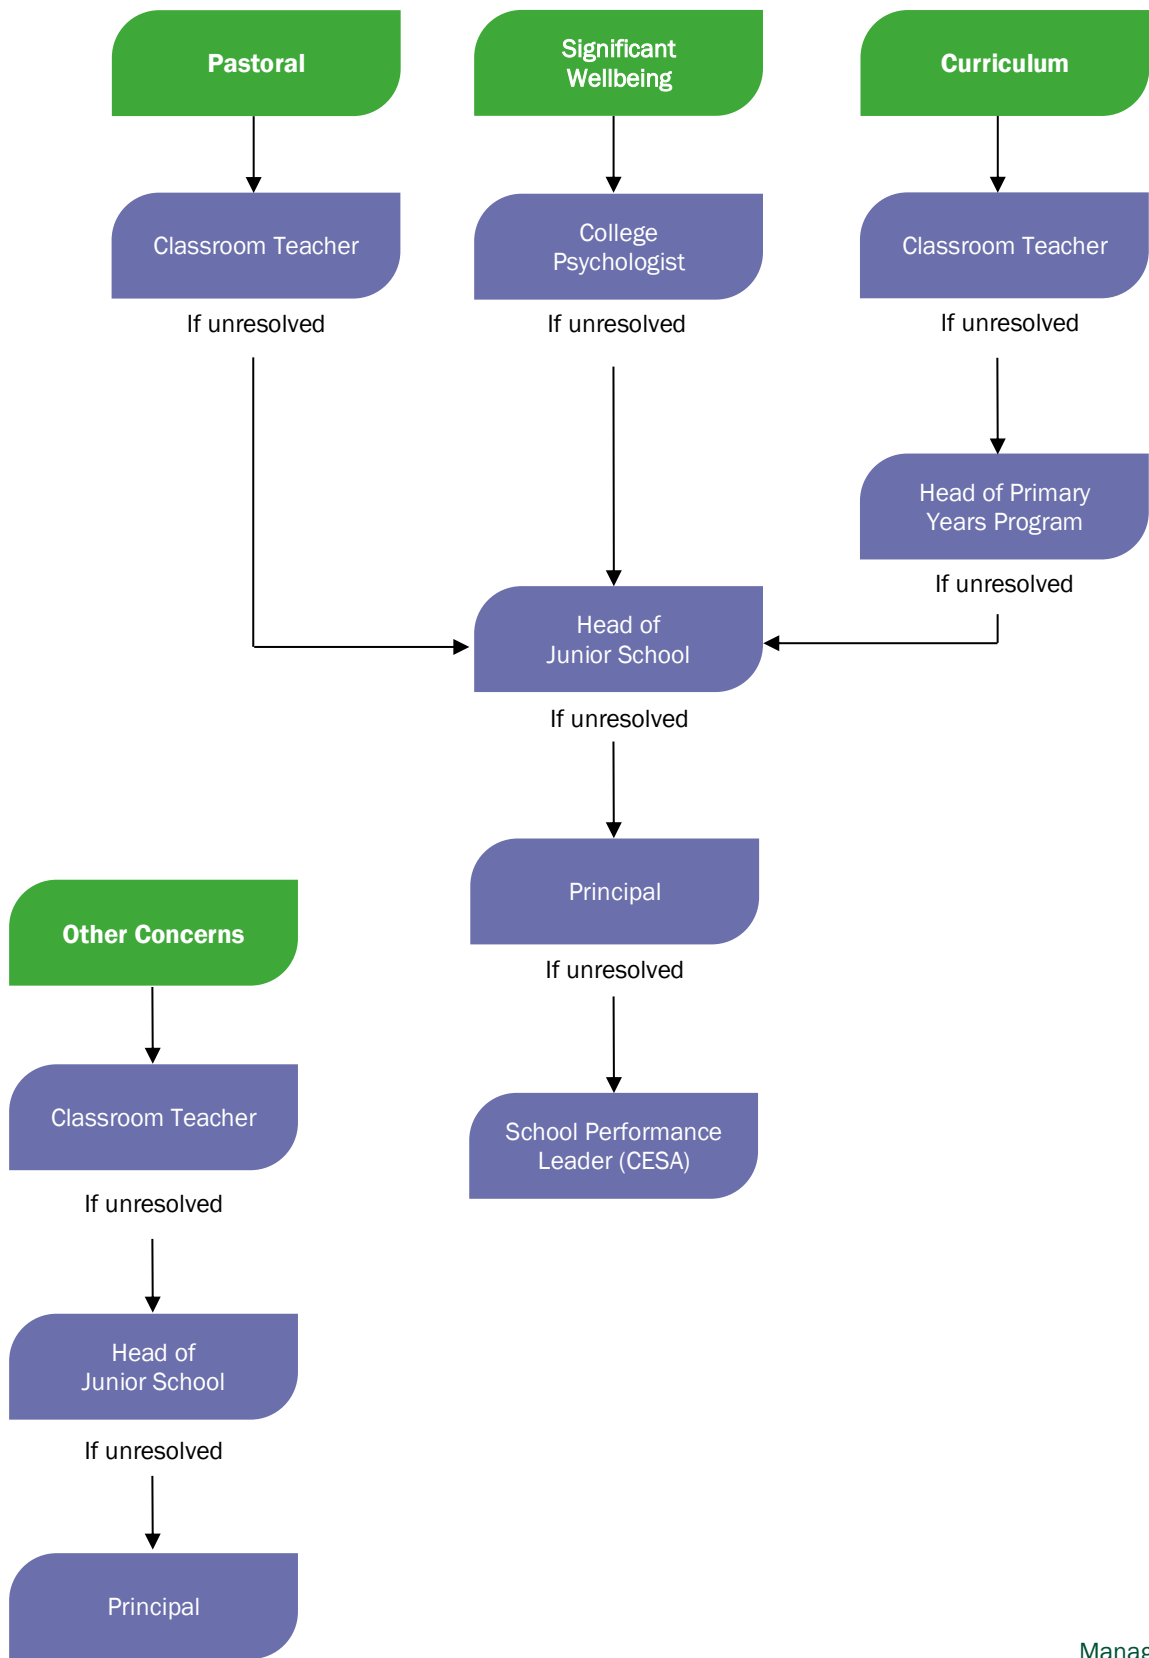 Pastoral
Significant
Wellbeing
Curriculum
Classroom Teacher
College
Psychologist
Classroom Teacher
If unresolved
If unresolved
If unresolved
Head of Primary
Years Program
If unresolved
Head of
Junior School
If unresolved
Principal
If unresolved
School Performance
Leader (CESA)
Other Concerns
Classroom Teacher
If unresolved
Head of
Junior School
If unresolved
Principal
Manag